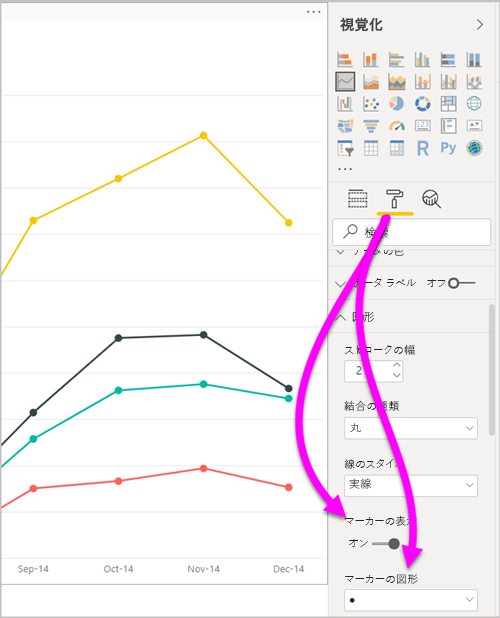 視覚化
123
R
Py
検索
データの色
データ ラベル オフ
図形
ストロークの幅
2
結合の種類
丸
線のスタイル
実線
マーカーの表示
オン
マーカーの図形
Sep-14 Oct-14 Nov-14 Dec-14